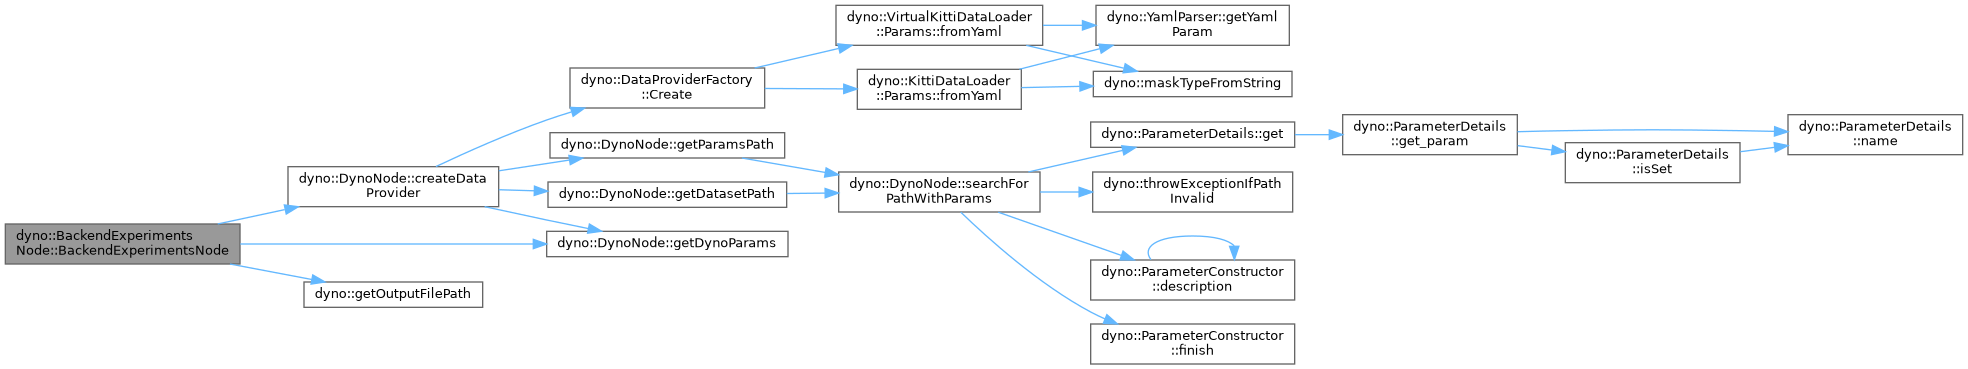 dyno::BackendExperiments
Node::BackendExperimentsNode
dyno::DynoNode::createData
Provider
dyno::getOutputFilePath
dyno::DataProviderFactory
::Create
dyno::DynoNode::getParamsPath
dyno::DynoNode::getDatasetPath
dyno::DynoNode::getDynoParams
dyno::VirtualKittiDataLoader
::Params::fromYaml
dyno::KittiDataLoader
::Params::fromYaml
dyno::DynoNode::searchFor
PathWithParams
dyno::YamlParser::getYaml
Param
dyno::maskTypeFromString
dyno::ParameterDetails::get
dyno::throwExceptionIfPath
Invalid
dyno::ParameterConstructor
::description
dyno::ParameterConstructor
::finish
dyno::ParameterDetails
::get_param
dyno::ParameterDetails
::isSet
dyno::ParameterDetails
::name